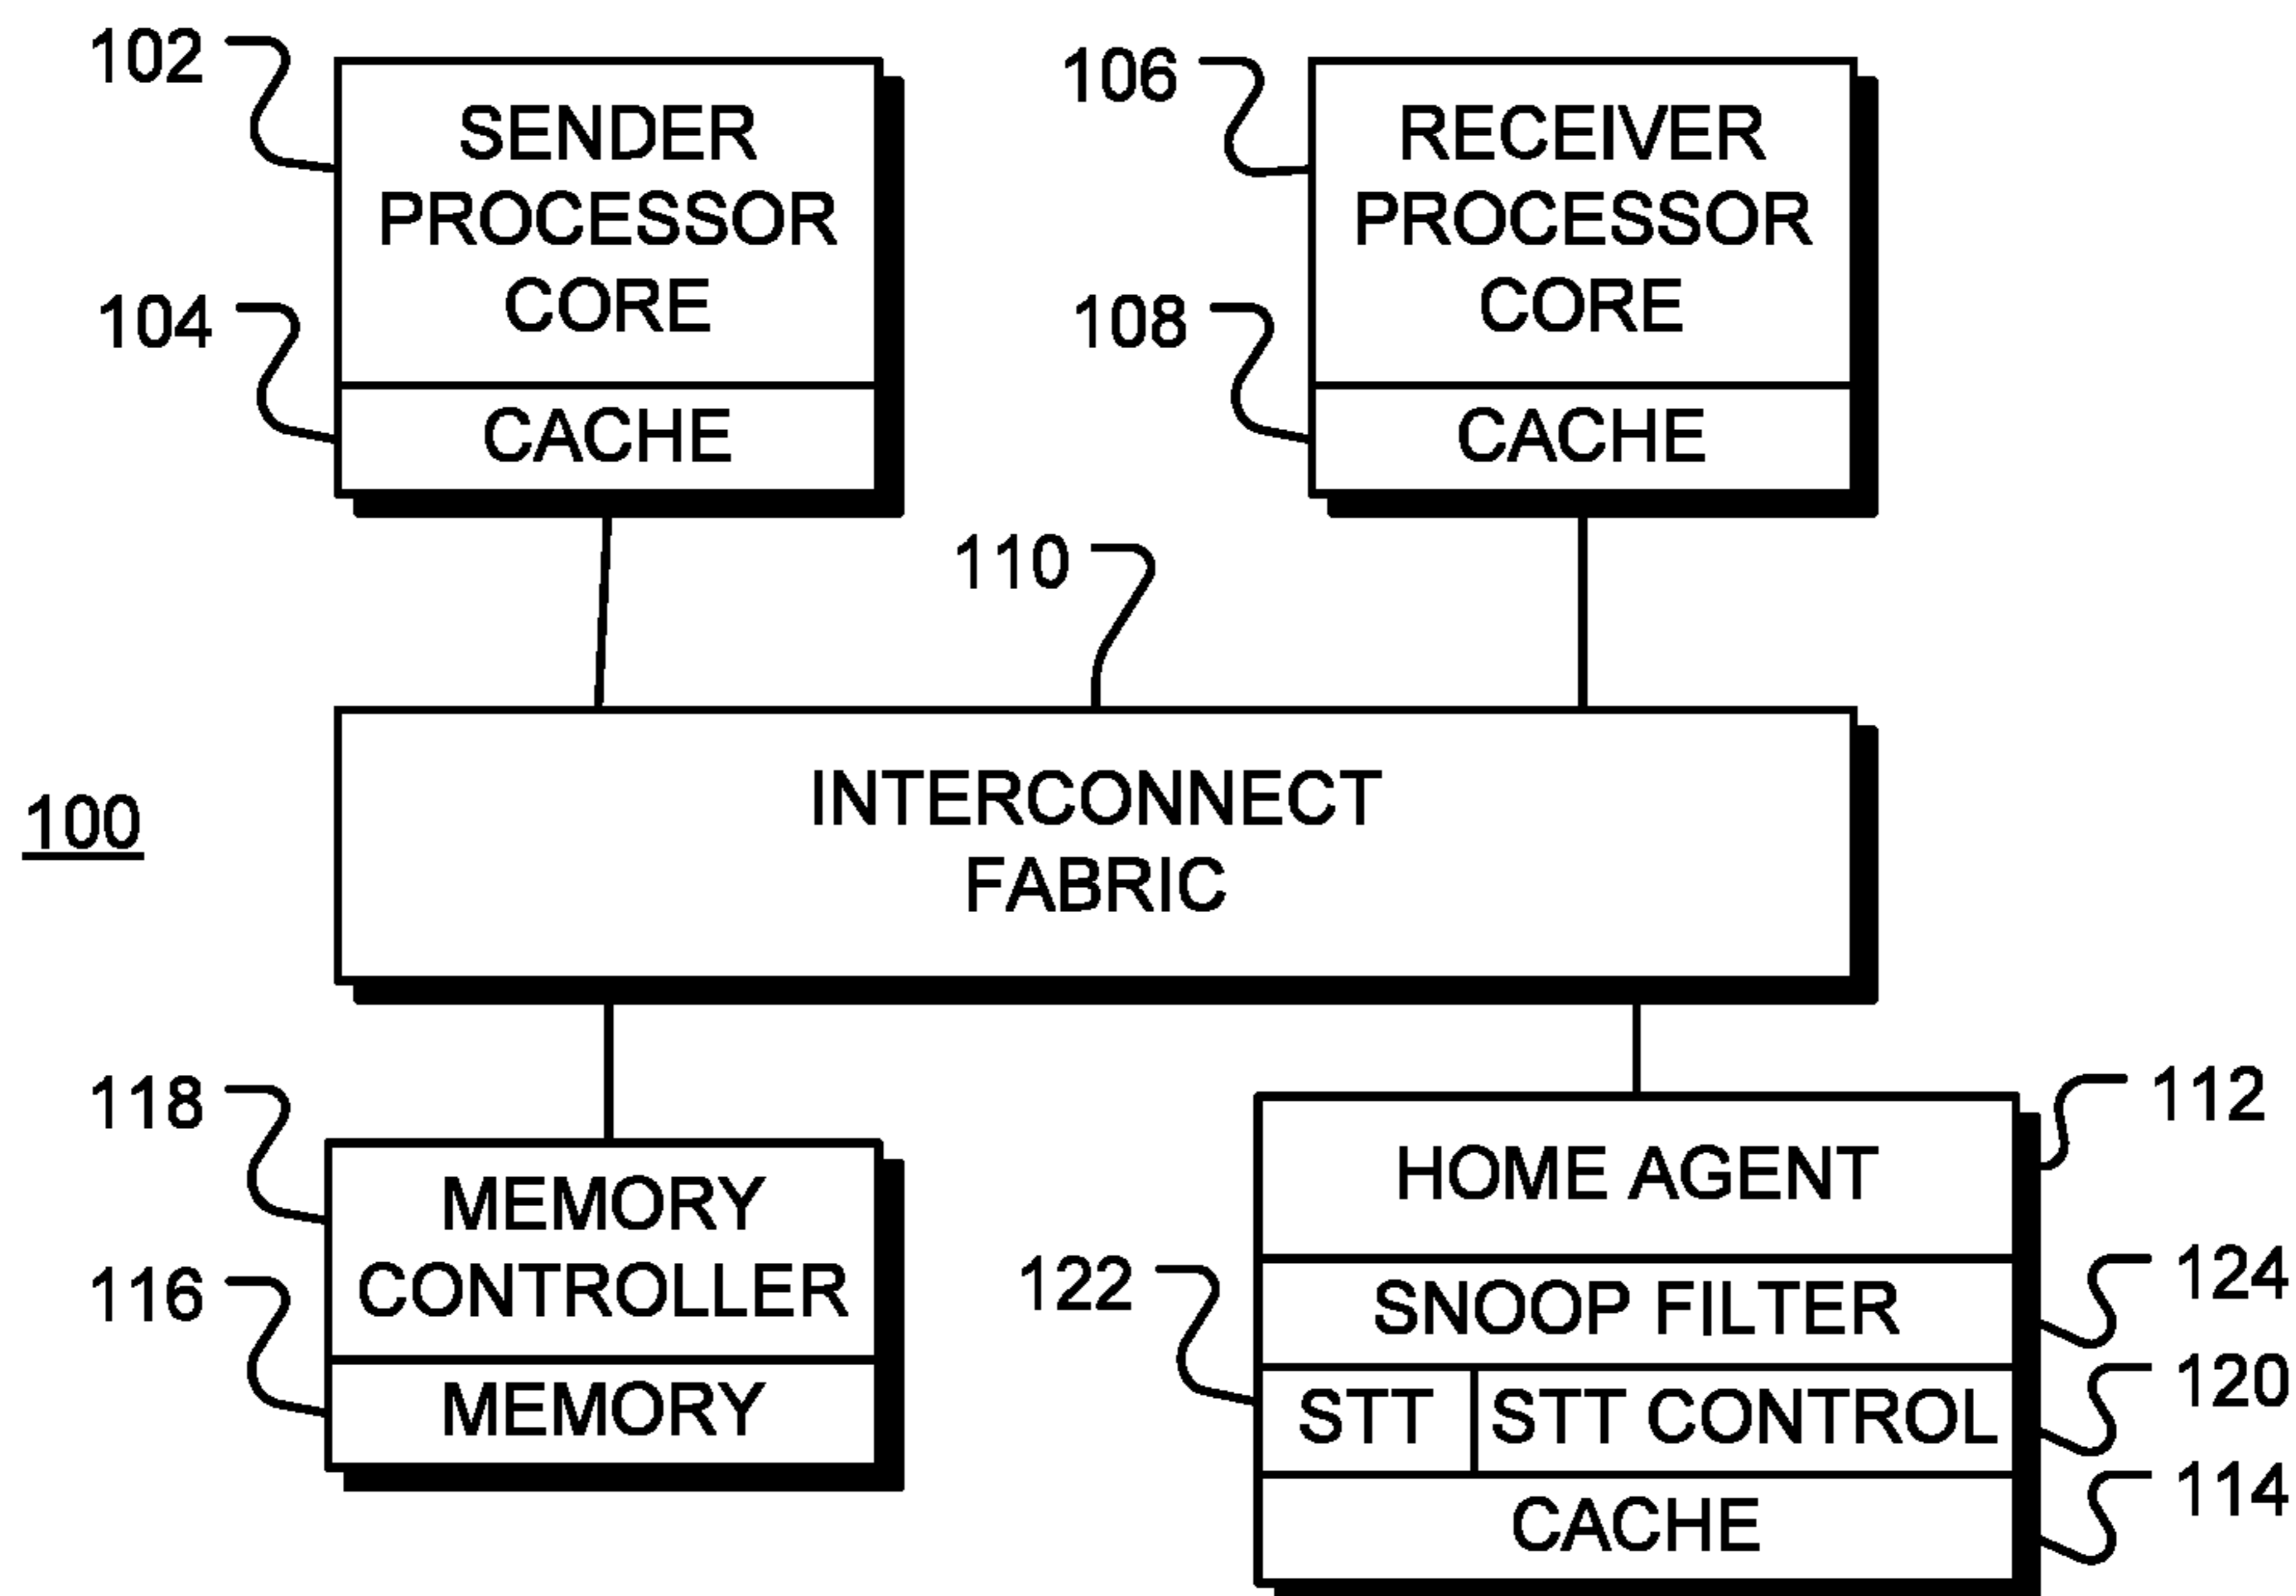 102
SENDER
PROCESSOR
CORE
104
CACHE
106
RECEIVER
PROCESSOR
CORE
108
CACHE
110
INTERCONNECT
FABRIC
100
118
MEMORY
CONTROLLER
116
MEMORY
HOME AGENT
112
SNOOP FILTER
124
122
STT
STT CONTROL
120
CACHE
114